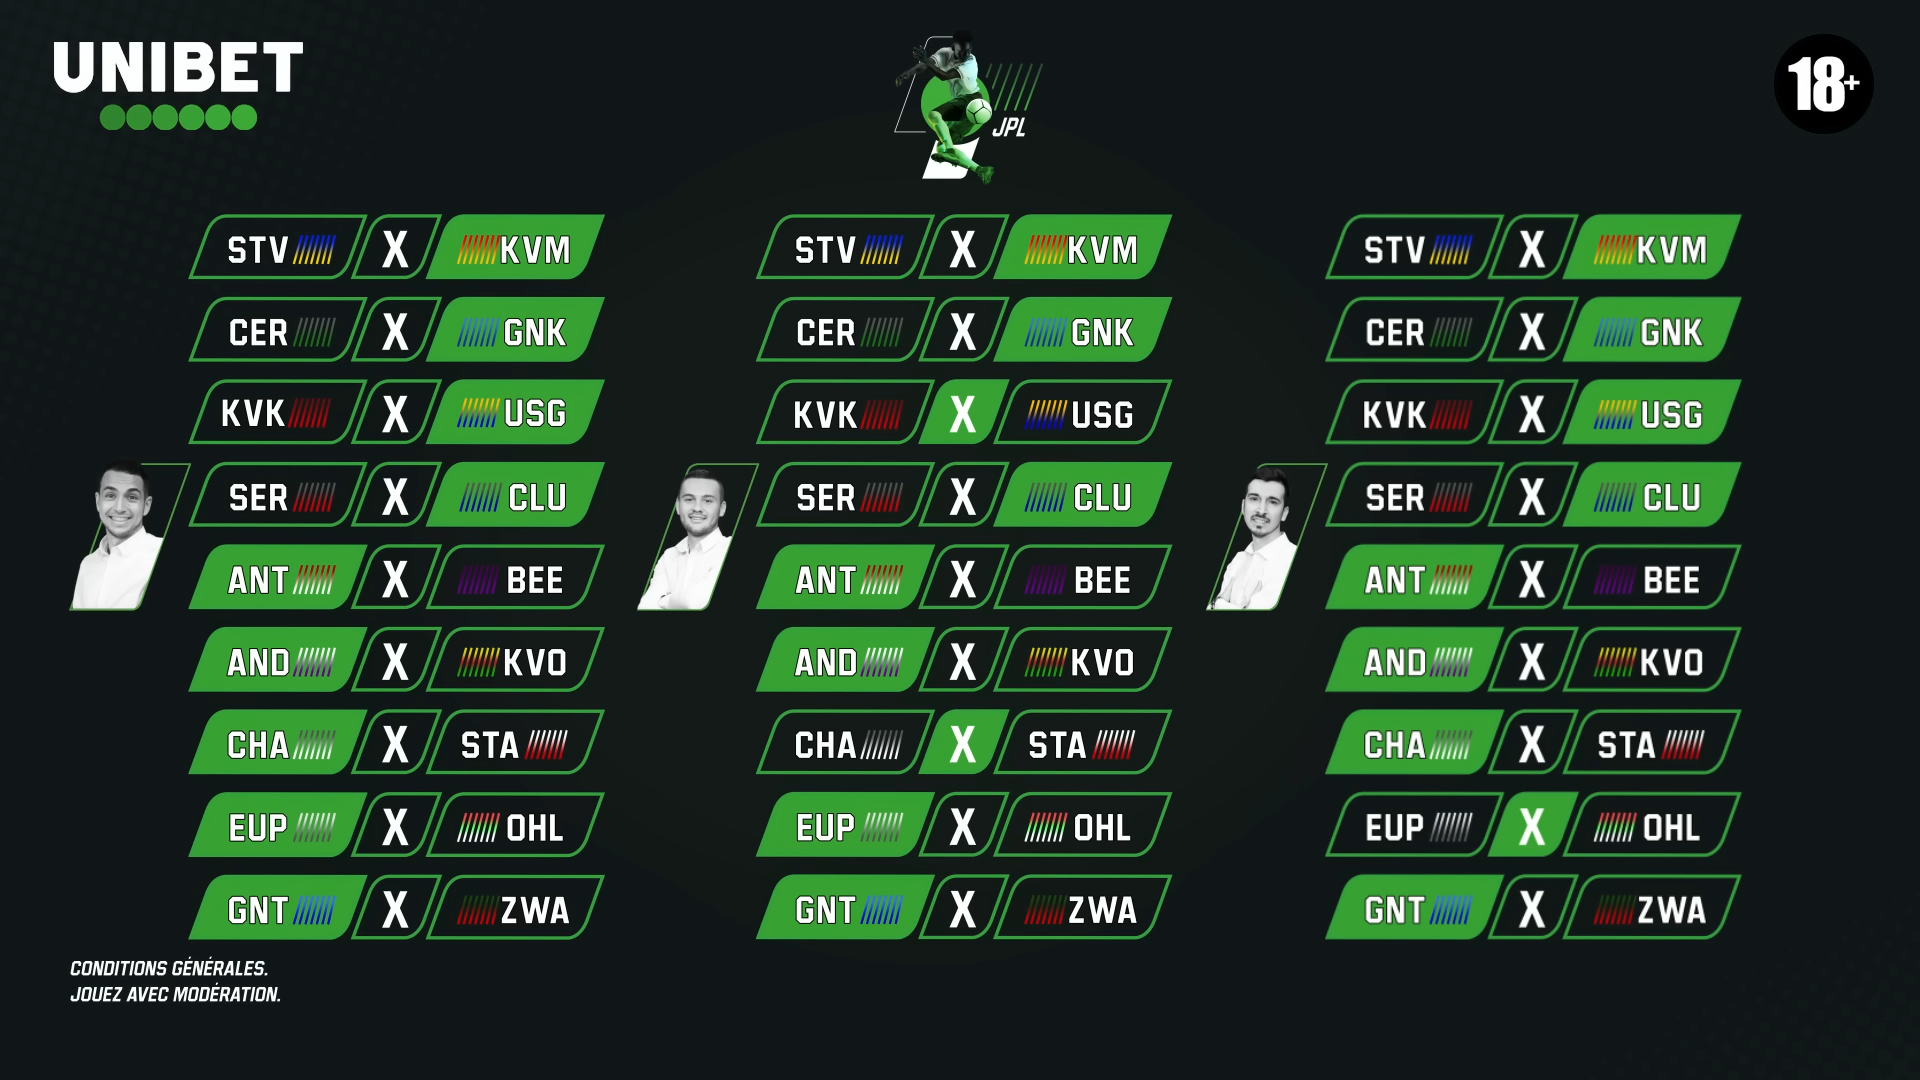 UNIBET
JPL
18+
STV X KVM
CER X GNK
KVK X USG
SER X CLU
ANT X BEE
AND X KVO
CHA X STA
EUP X OHL
GNT X ZWA
STV X KVM
CER X GNK
KVK X USG
SER X CLU
ANT X BEE
AND X KVO
CHA X STA
EUP X OHL
GNT X ZWA
STV X KVM
CER X GNK
KVK X USG
SER X CLU
ANT X BEE
AND X KVO
CHA X STA
EUP X OHL
GNT X ZWA
CONDITIONS GÉNÉRALES.
JOUEZ AVEC MODÉRATION.